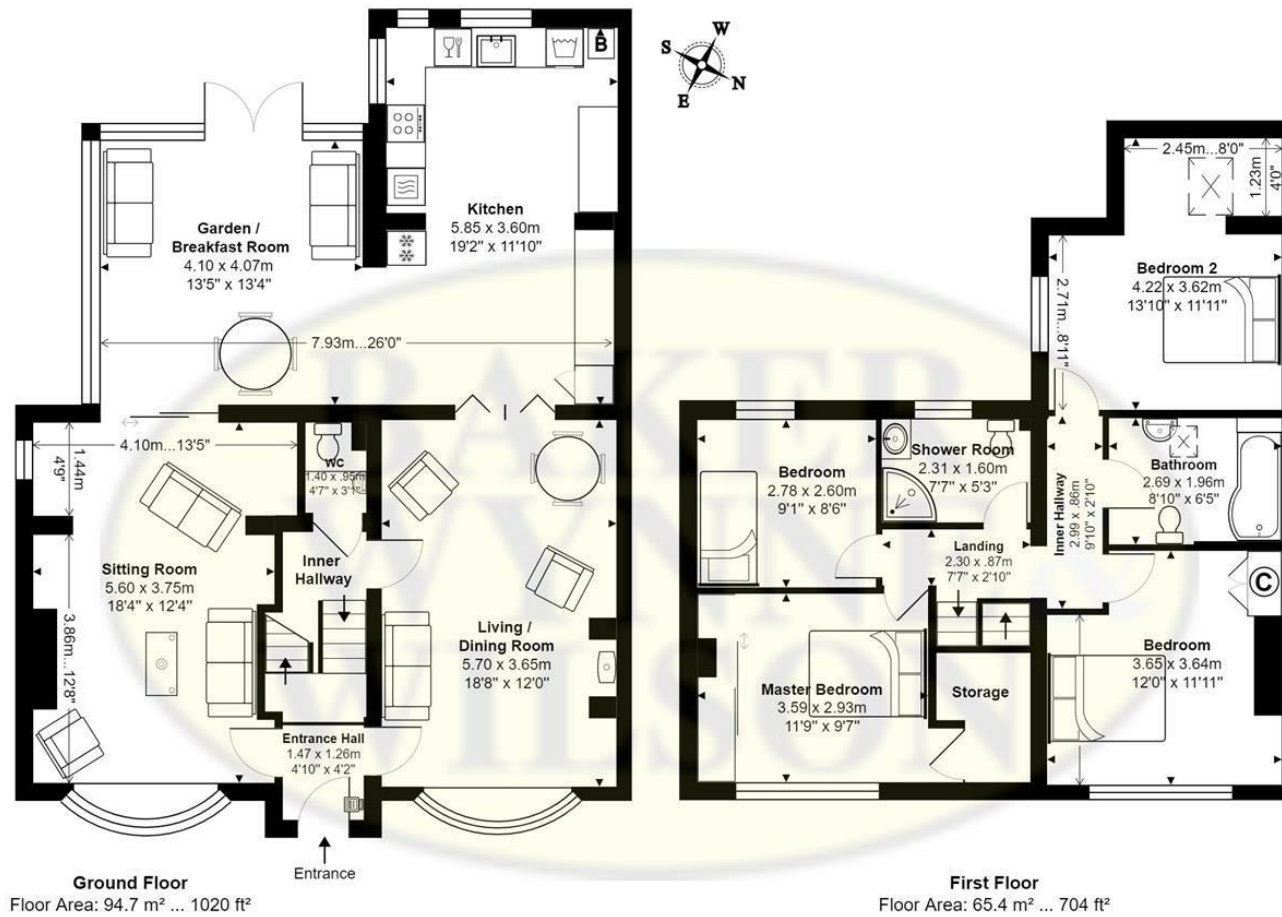 S
W
E
N
B
Kitchen
5.85 x 3.60m
19'2" x 11'10"
Garden /
Breakfast Room
4.10 x 4.07m
13'5" x 13'4"
7.93m...26'0"
4.10m...13'5"
1.44m
4'9"
WC
1.40 x .95m
4'7" x 3'1"
Inner
Hallway
Sitting Room
5.60 x 3.75m
18'4" x 12'4"
3.86m...12'8"
Living /
Dining Room
5.70 x 3.65m
18'8" x 12'0"
Entrance Hall
1.47 x 1.26m
4'10" x 4'2"
Entrance
Ground Floor
Floor Area: 94.7 m² ... 1020 ft²
2.45m...8'0"
1.23m
4'0"
Bedroom 2
4.22 x 3.62m
13'10" x 11'11"
2.71m...8'11"
Bedroom
2.78 x 2.60m
9'1" x 8'6"
Shower Room
2.31 x 1.60m
7'7" x 5'3"
Inner Hallway
2.99 x .86m
9'10" x 2'10"
Bathroom
2.69 x 1.96m
8'10" x 6'5"
Landing
2.30 x .87m
7'7" x 2'10"
C
Master Bedroom
3.59 x 2.93m
11'9" x 9'7"
Storage
Bedroom
3.65 x 3.64m
12'0" x 11'11"
First Floor
Floor Area: 65.4 m² ... 704 ft²
BAKER
WYNNE &
WILSON